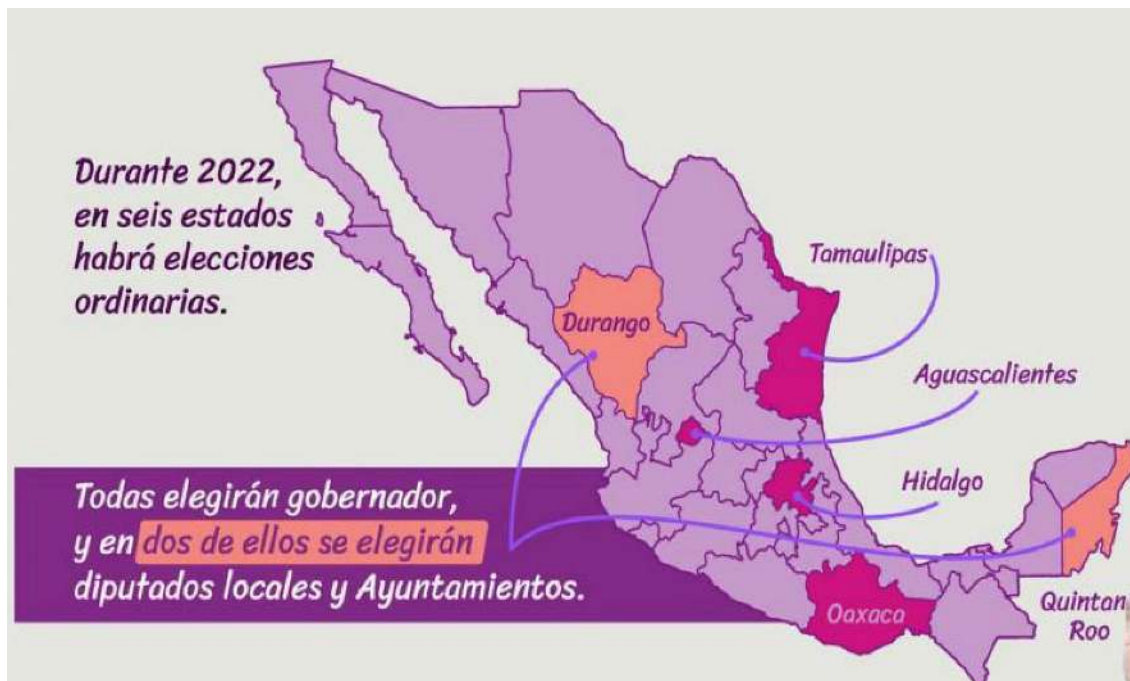 Durante 2022,
en seis estados
habrá elecciones
ordinarias.
Tamaulipas
Durango
Aguascalientes
Hidalgo
Todas elegirán gobernador,
y en dos de ellos se elegirán
diputados locales y Ayuntamientos.
Oaxaca
Quintan
Roo